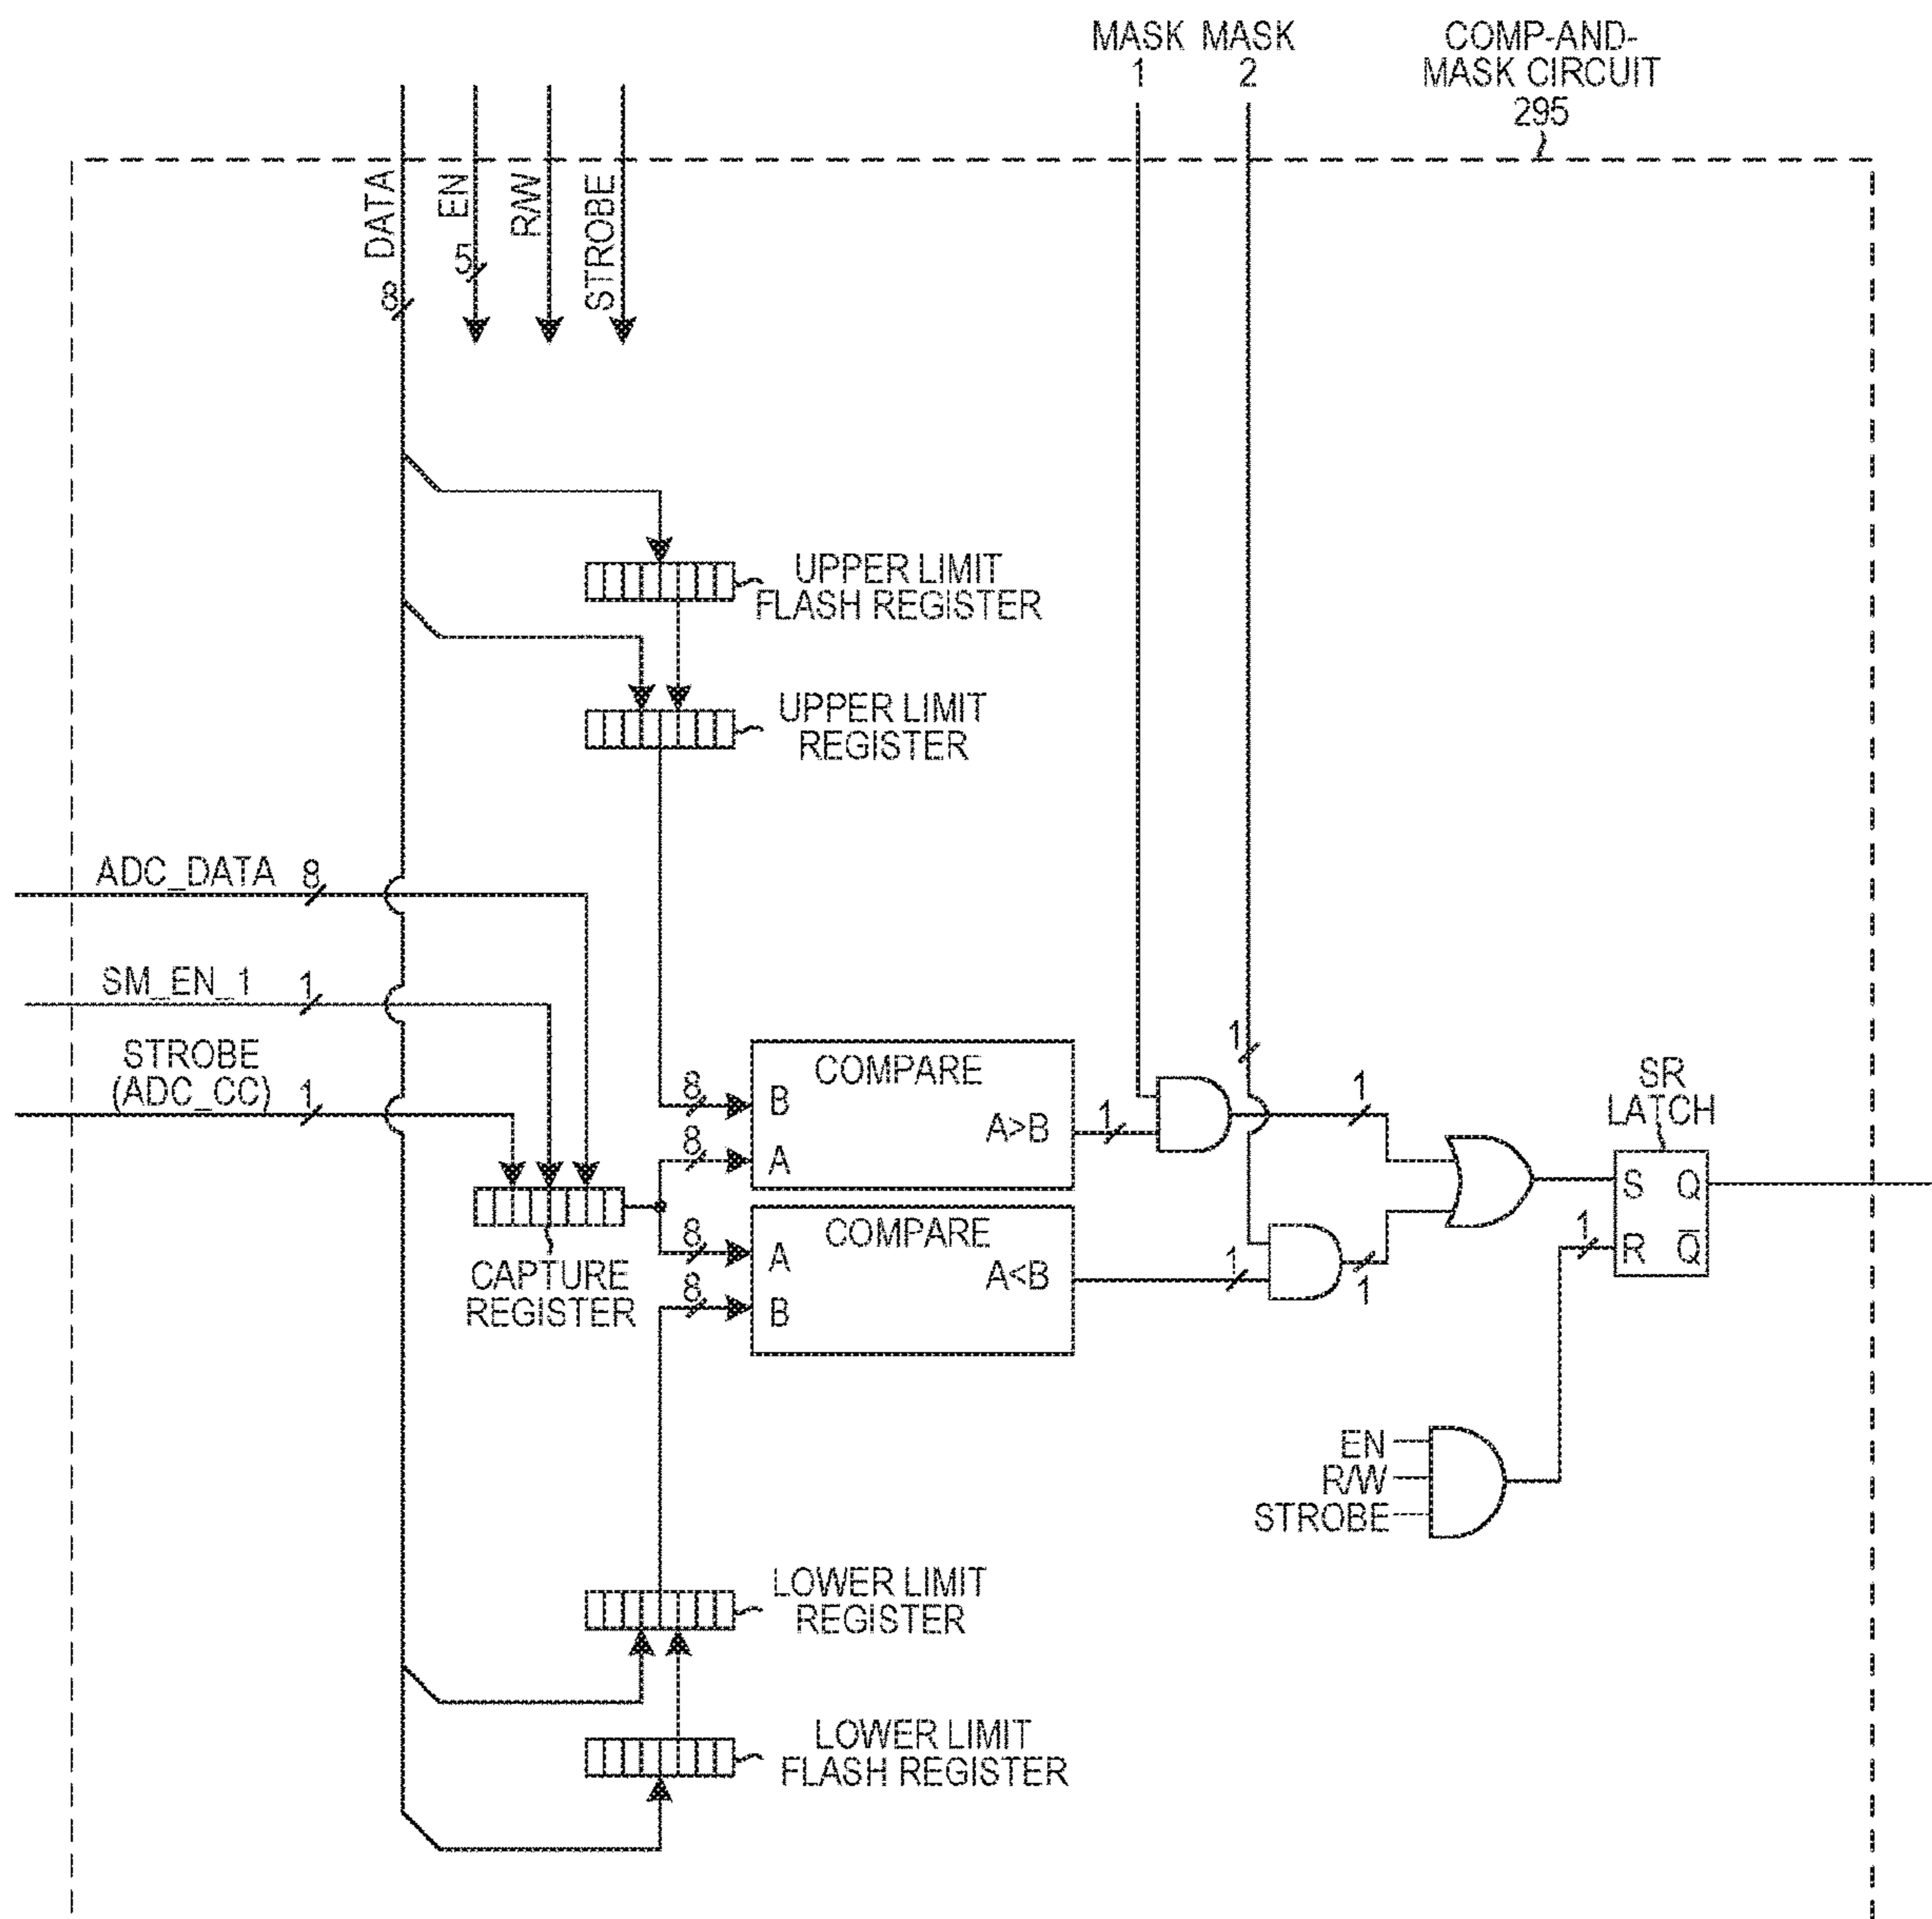 MASK 1
MASK 2
COMP-AND-
MASK CIRCUIT
295
DATA
8
EN
5
R/W
STROBE
UPPER LIMIT
FLASH REGISTER
UPPER LIMIT
REGISTER
ADC_DATA 8
SM_EN_1 1
STROBE
(ADC_CC) 1
CAPTURE
REGISTER
8
8
COMPARE
B
A
A>B
1
8
8
COMPARE
A
B
A<B
1
1
1
1
SR
LATCH
S Q
R Q̅
1
EN
R/W
STROBE
LOWER LIMIT
REGISTER
LOWER LIMIT
FLASH REGISTER